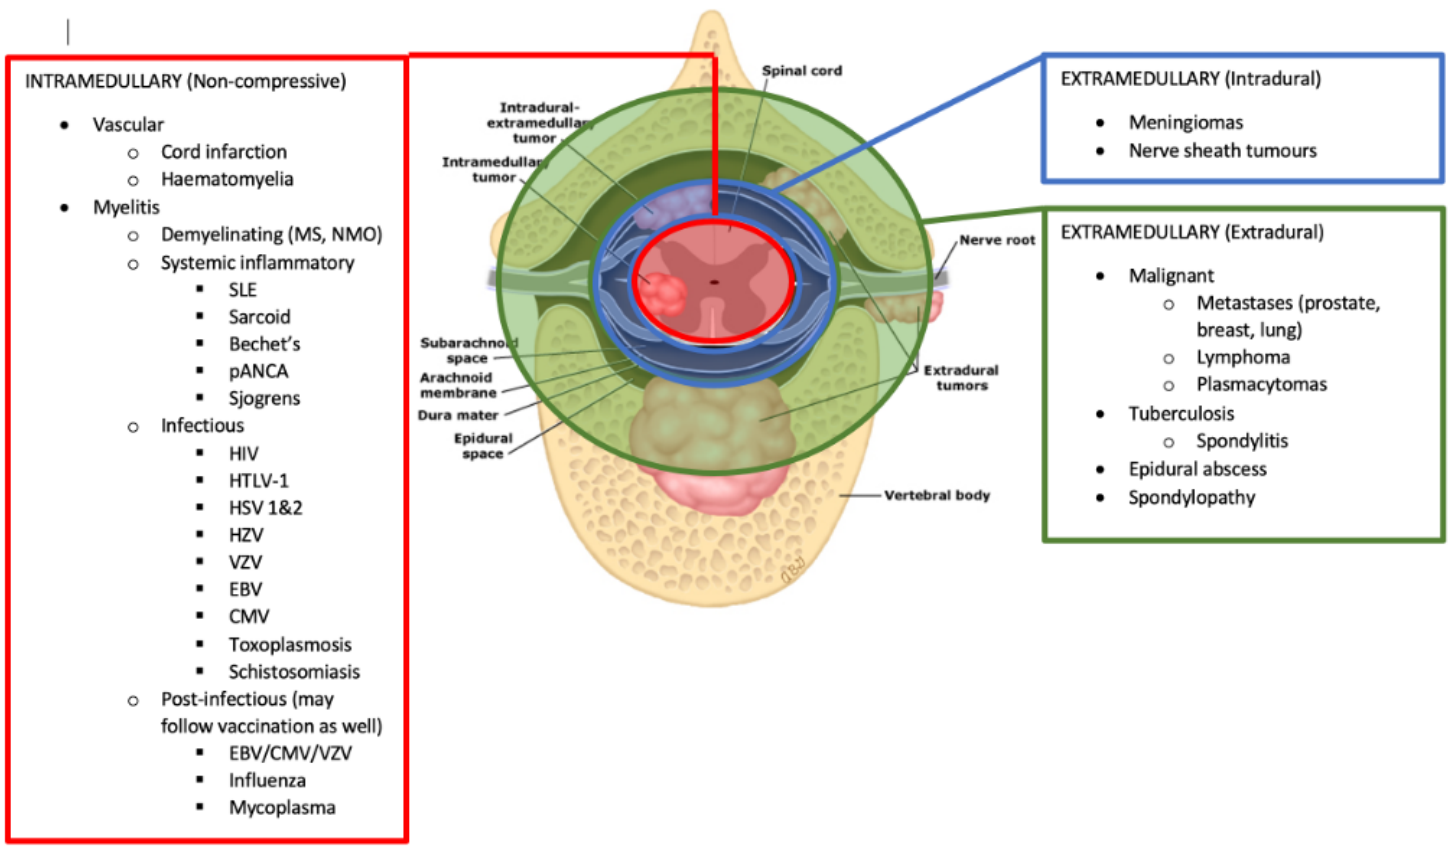 INTRAMEDULLARY (Non-compressive)
• Vascular
o Cord infarction
o Haematomyelia
• Myelitis
o Demyelinating (MS, NMO)
o Systemic inflammatory
▪ SLE
▪ Sarcoid
▪ Bechet's
▪ pANCA
▪ Sjogrens
o Infectious
▪ HIV
▪ HTLV-1
▪ HSV 1&2
▪ HZV
▪ VZV
▪ EBV
▪ CMV
▪ Toxoplasmosis
▪ Schistosomiasis
o Post-infectious (may
follow vaccination as well)
▪ EBV/CMV/VZV
▪ Influenza
▪ Mycoplasma
Spinal cord
Intradural-
extramedullary
tumor
Intramedullary
tumor
Nerve root
Subarachnoid
space
Arachnoid
membrane
Dura mater
Epidural
space
Extradural
tumors
Vertebral body
EXTRAMEDULLARY (Intradural)
• Meningiomas
• Nerve sheath tumours
EXTRAMEDULLARY (Extradural)
• Malignant
o Metastases (prostate,
breast, lung)
o Lymphoma
o Plasmacytomas
• Tuberculosis
o Spondylitis
• Epidural abscess
• Spondylopathy